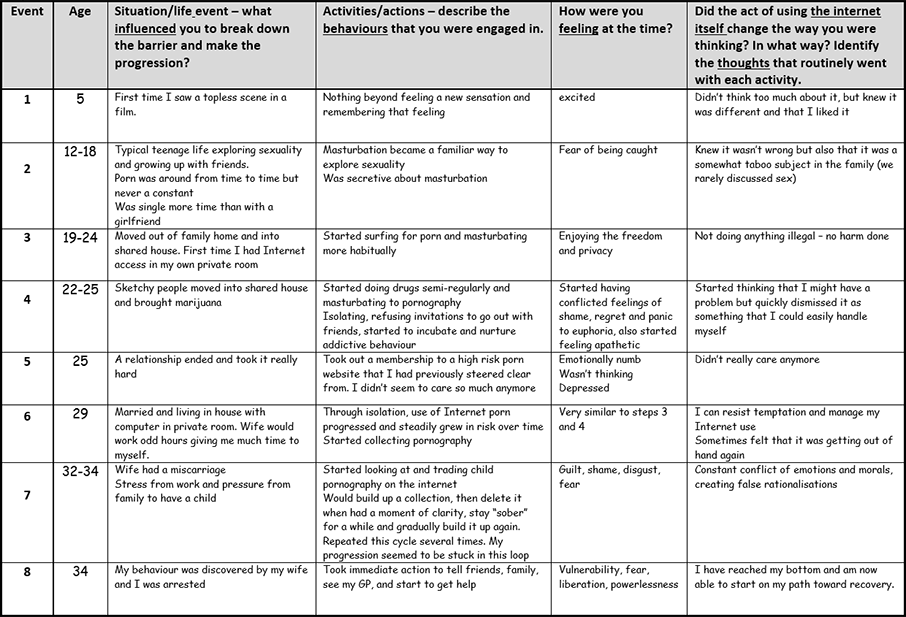 Event
Age
Situation/life event – what
influenced you to break down
the barrier and make the
progression?
Activities/actions – describe the
behaviours that you were engaged in.
How were you
feeling at the time?
Did the act of using the internet
itself change the way you were
thinking? In what way? Identify
the thoughts that routinely went
with each activity.
1
5
First time I saw a topless scene in a
film.
Nothing beyond feeling a new sensation and
remembering that feeling
excited
Didn't think too much about it, but knew it
was different and that I liked it
2
12-18
Typical teenage life exploring sexuality
and growing up with friends.
Porn was around from time to time but
never a constant
Was single more time than with a
girlfriend
Masturbation became a familiar way to
explore sexuality
Was secretive about masturbation
Fear of being caught
Knew it wasn't wrong but also that it was a
somewhat taboo subject in the family (we
rarely discussed sex)
3
19-24
Moved out of family home and into
shared house. First time I had Internet
access in my own private room
Started surfing for porn and masturbating
more habitually
Enjoying the freedom
and privacy
Not doing anything illegal – no harm done
4
22-25
Sketchy people moved into shared house
and brought marijuana
Started doing drugs semi-regularly and
masturbating to pornography
Isolating, refusing invitations to go out with
friends, started to incubate and nurture
addictive behaviour
Started having
conflicted feelings of
shame, regret and panic
to euphoria, also started
feeling apathetic
Started thinking that I might have a
problem but quickly dismissed it as
something that I could easily handle
myself
5
25
A relationship ended and took it really
hard
Took out a membership to a high risk porn
website that I had previously steered clear
from. I didn't seem to care so much anymore
Emotionally numb
Wasn't thinking
Depressed
Didn't really care anymore
6
29
Married and living in house with
computer in private room. Wife would
work odd hours giving me much time to
myself.
Through isolation, use of Internet porn
progressed and steadily grew in risk over time
Started collecting pornography
Very similar to steps 3
and 4
I can resist temptation and manage my
Internet use
Sometimes felt that it was getting out of
hand again
7
32-34
Wife had a miscarriage
Stress from work and pressure from
family to have a child
Started looking at and trading child
pornography on the internet
Would build up a collection, then delete it
when had a moment of clarity, stay "sober"
for a while and gradually build it up again.
Repeated this cycle several times. My
progression seemed to be stuck in this loop
Guilt, shame, disgust,
fear
Constant conflict of emotions and morals,
creating false rationalisations
8
34
My behaviour was discovered by my wife
and I was arrested
Took immediate action to tell friends, family,
see my GP, and start to get help
Vulnerability, fear,
liberation, powerlessness
I have reached my bottom and am now
able to start on my path toward recovery.